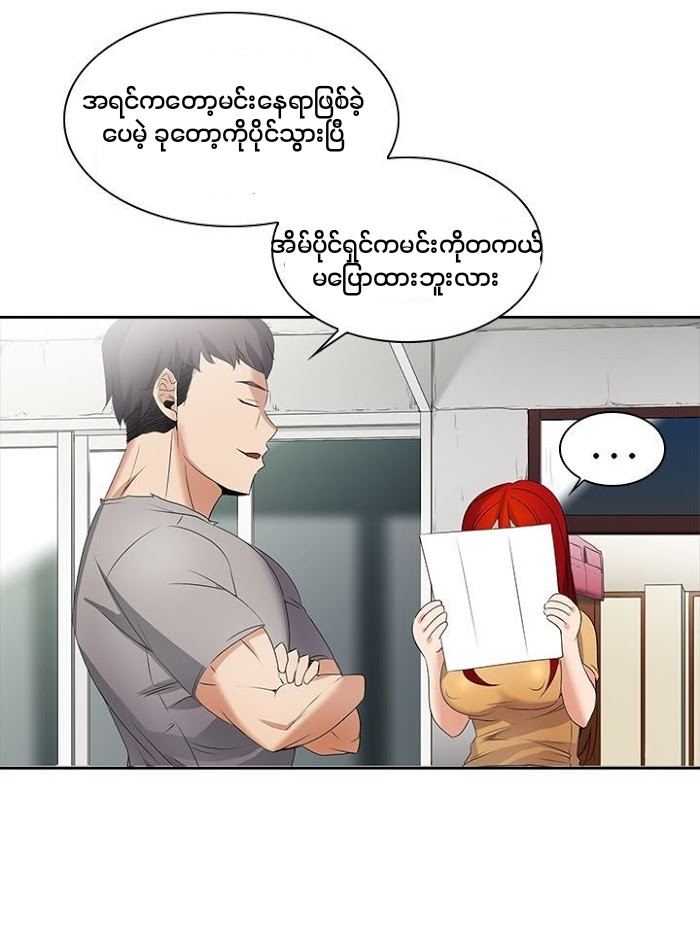 အရင်ကတော့မင်းနေရာဖြစ်ခဲ့
ပေမဲ့ ခုတော့ကိုပိုင်သွားပြီ
အိမ်ပိုင်ရှင်ကမင်းကိုတကယ်
မပြောထားဘူးလား
...